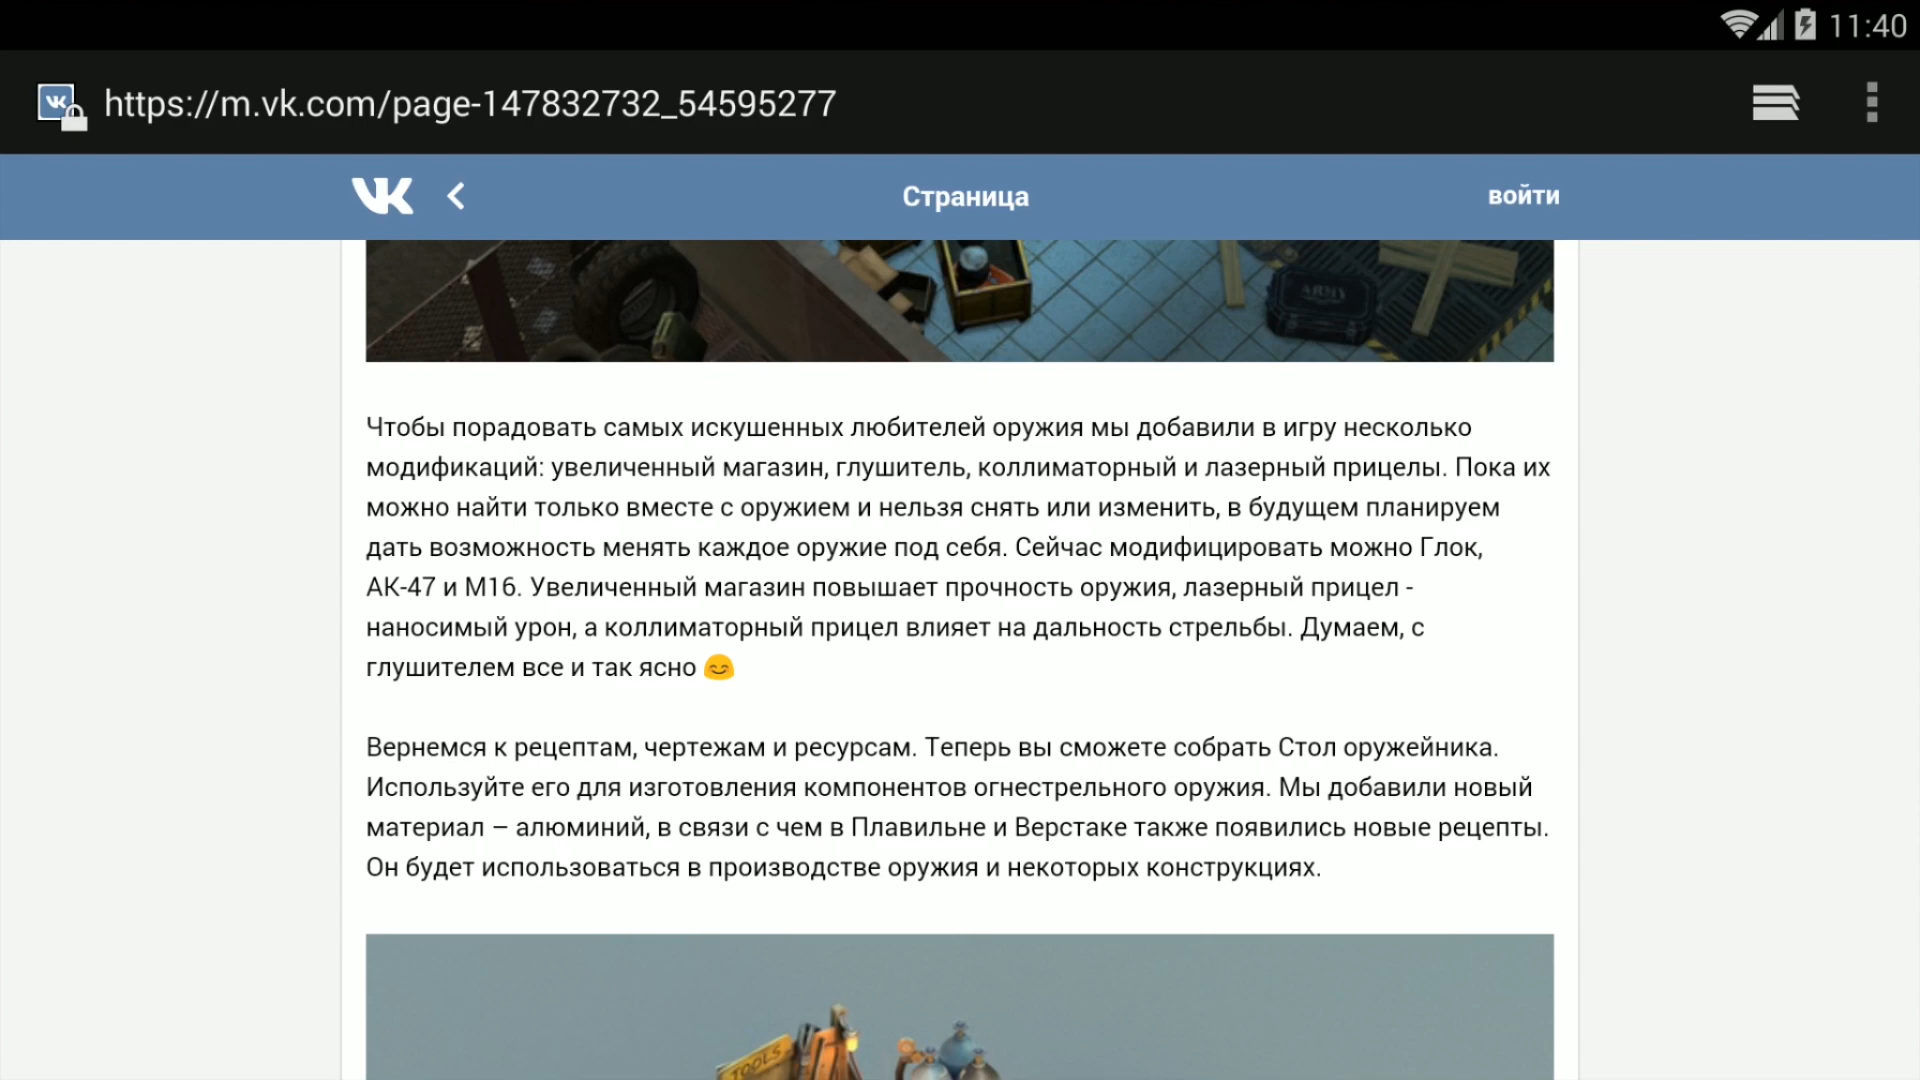 11:40
https://m.vk.com/page-147832732_54595277
Страница
войти
ARMY
Чтобы порадовать самых искушенных любителей оружия мы добавили в игру несколько
модификаций: увеличенный магазин, глушитель, коллиматорный и лазерный прицелы. Пока их
можно найти только вместе с оружием и нельзя снять или изменить, в будущем планируем
дать возможность менять каждое оружие под себя. Сейчас модифицировать можно Глок,
АК-47 и М16. Увеличенный магазин повышает прочность оружия, лазерный прицел -
наносимый урон, а коллиматорный прицел влияет на дальность стрельбы. Думаем, с
глушителем все и так ясно 😊
Вернемся к рецептам, чертежам и ресурсам. Теперь вы сможете собрать Стол оружейника.
Используйте его для изготовления компонентов огнестрельного оружия. Мы добавили новый
материал – алюминий, в связи с чем в Плавильне и Верстаке также появились новые рецепты.
Он будет использоваться в производстве оружия и некоторых конструкциях.
TOOLS